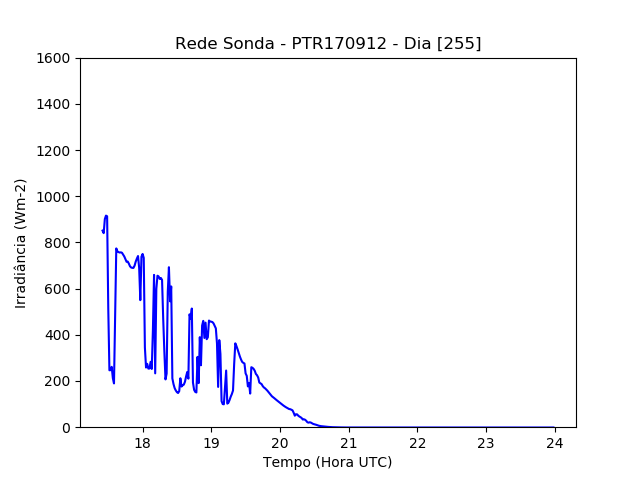 Rede Sonda - PTR170912 - Dia [255]
1600
1400
1200
1000
800
600
400
200
0
Irradiância (Wm-2)
18 19 20 21 22 23 24
Tempo (Hora UTC)